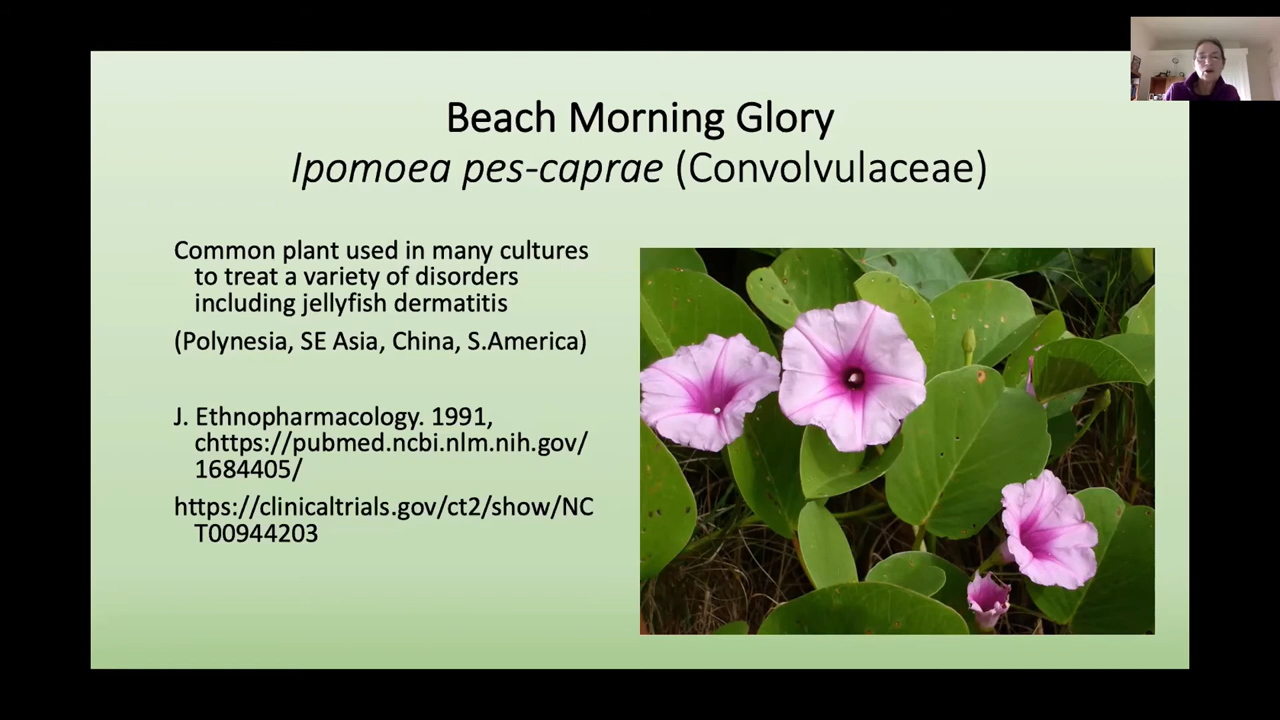 Beach Morning Glory
Ipomoea pes-caprae (Convolvulaceae)
Common plant used in many cultures
to treat a variety of disorders
including jellyfish dermatitis
(Polynesia, SE Asia, China, S.America)
J. Ethnopharmacology. 1991,
chttps://pubmed.ncbi.nlm.nih.gov/
1684405/
https://clinicaltrials.gov/ct2/show/NC
T00944203